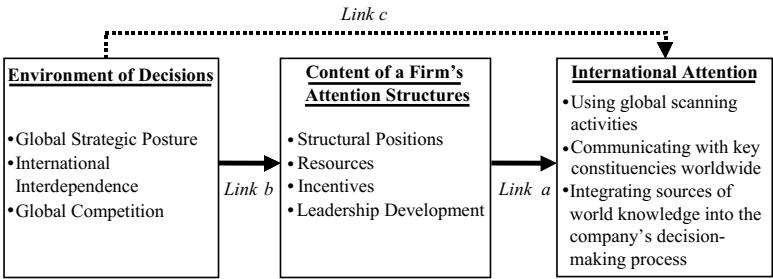 Link c
Environment of Decisions
•Global Strategic Posture
•International
Interdependence
•Global Competition
Link b
Content of a Firm's
Attention Structures
•Structural Positions
•Resources
•Incentives
•Leadership Development
Link a
International Attention
•Using global scanning
activities
•Communicating with key
constituencies worldwide
•Integrating sources of
world knowledge into the
company's decision-
making process